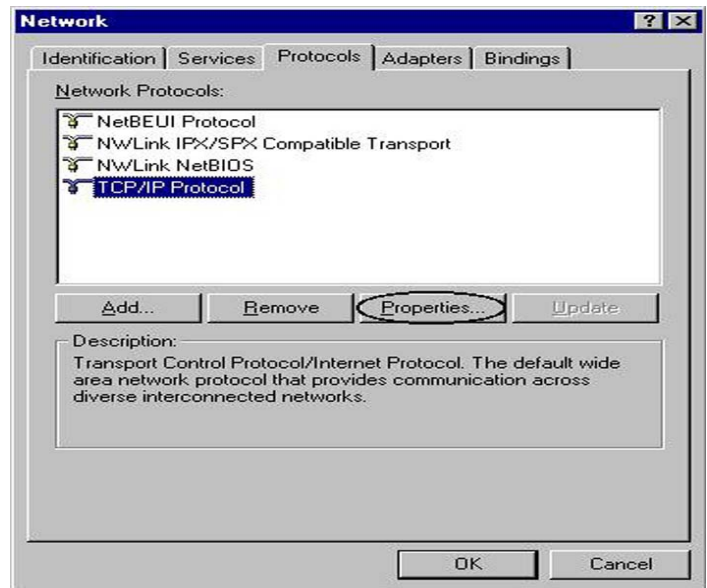 Network
Identification Services Protocols Adapters Bindings
Network Protocols:
NetBEUI Protocol
NWLink IPX/SPX Compatible Transport
NWLink NetBIOS
TCP/IP Protocol
Add... Remove Properties... Update
Description:
Transport Control Protocol/Internet Protocol. The default wide
area network protocol that provides communication across
diverse interconnected networks.
OK Cancel